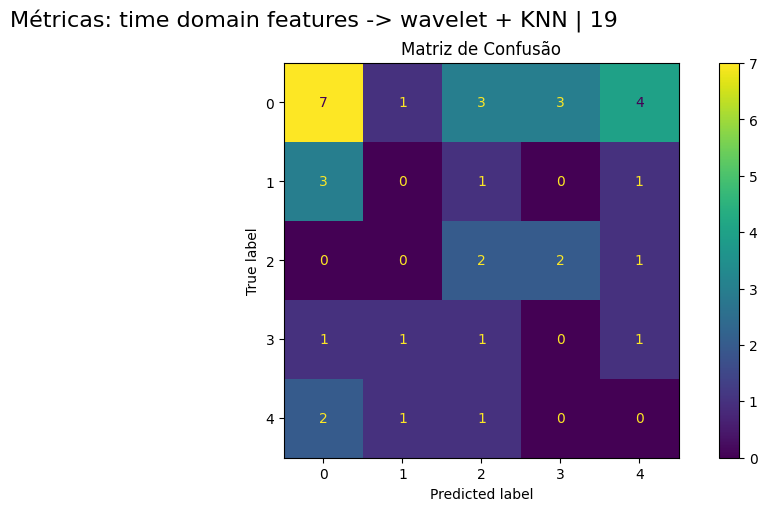 Métricas: time domain features -> wavelet + KNN | 19
Matriz de Confusão
7
0 7 1 3 3 4
6
1 3 0 1 0 1
5
4
True label
2 0 0 2 2 1
3
3 1 1 1 0 1
2
4 2 1 1 0 0
1
0
0 1 2 3 4
Predicted label